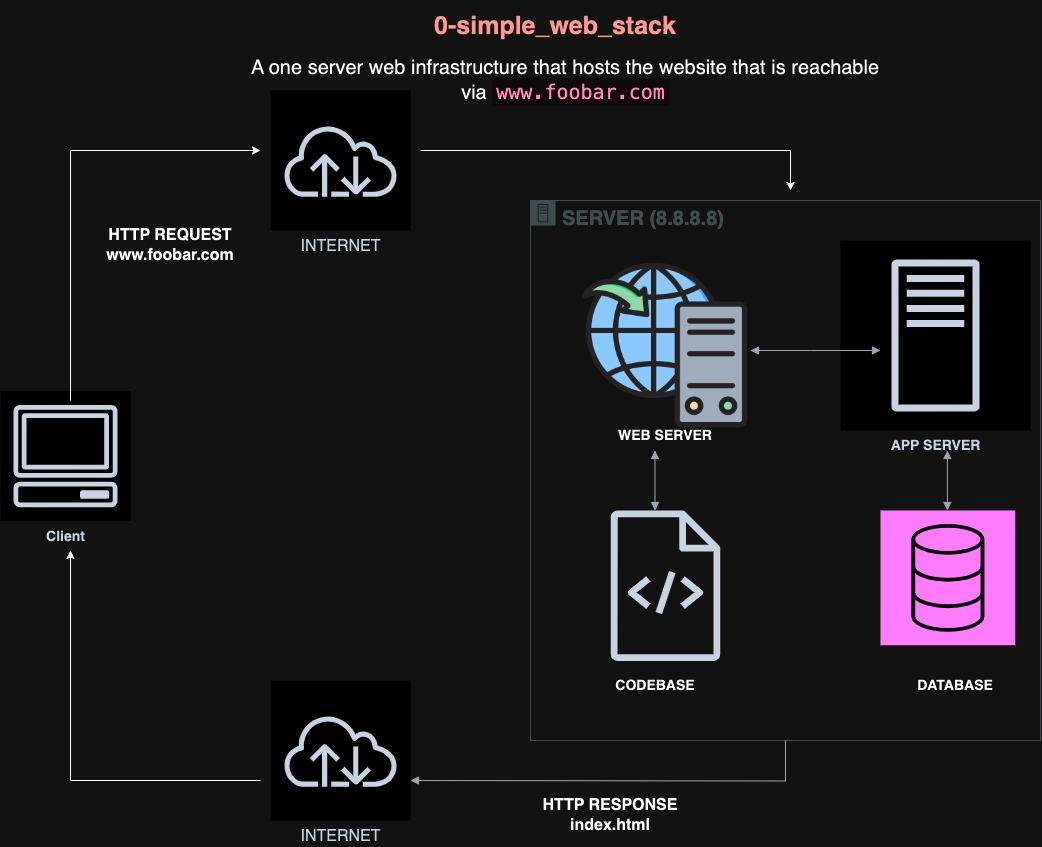 0-simple_web_stack
A one server web infrastructure that hosts the website that is reachable
via www.foobar.com
INTERNET
HTTP REQUEST
www.foobar.com
SERVER (8.8.8.8)
WEB SERVER
APP SERVER
Client
CODEBASE
DATABASE
HTTP RESPONSE
index.html
INTERNET